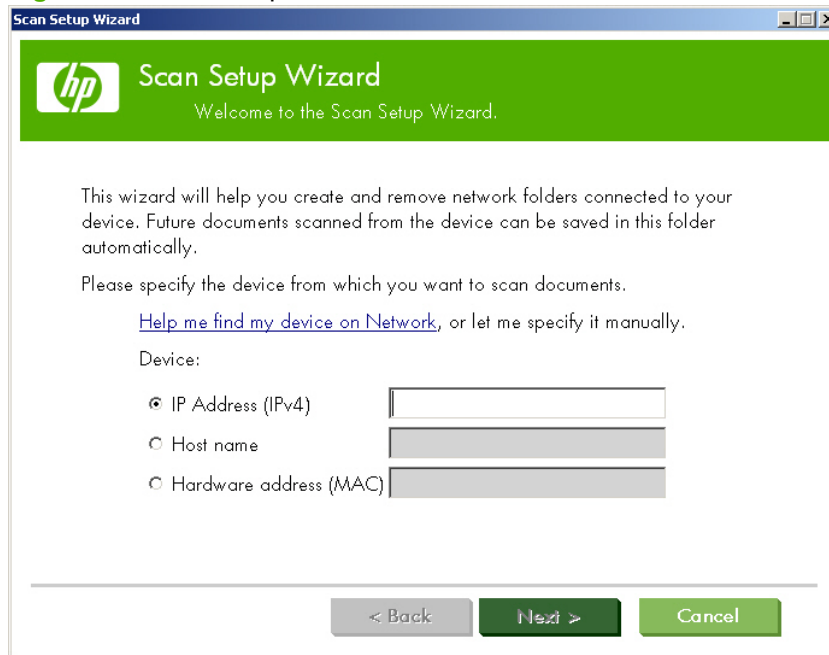 Scan Setup Wizard
hp
Scan Setup Wizard
Welcome to the Scan Setup Wizard.
This wizard will help you create and remove network folders connected to your
device. Future documents scanned from the device can be saved in this folder
automatically.
Please specify the device from which you want to scan documents.
Help me find my device on Network, or let me specify it manually.
Device:
IP Address (IPv4)
Host name
Hardware address (MAC)
< Back Next > Cancel